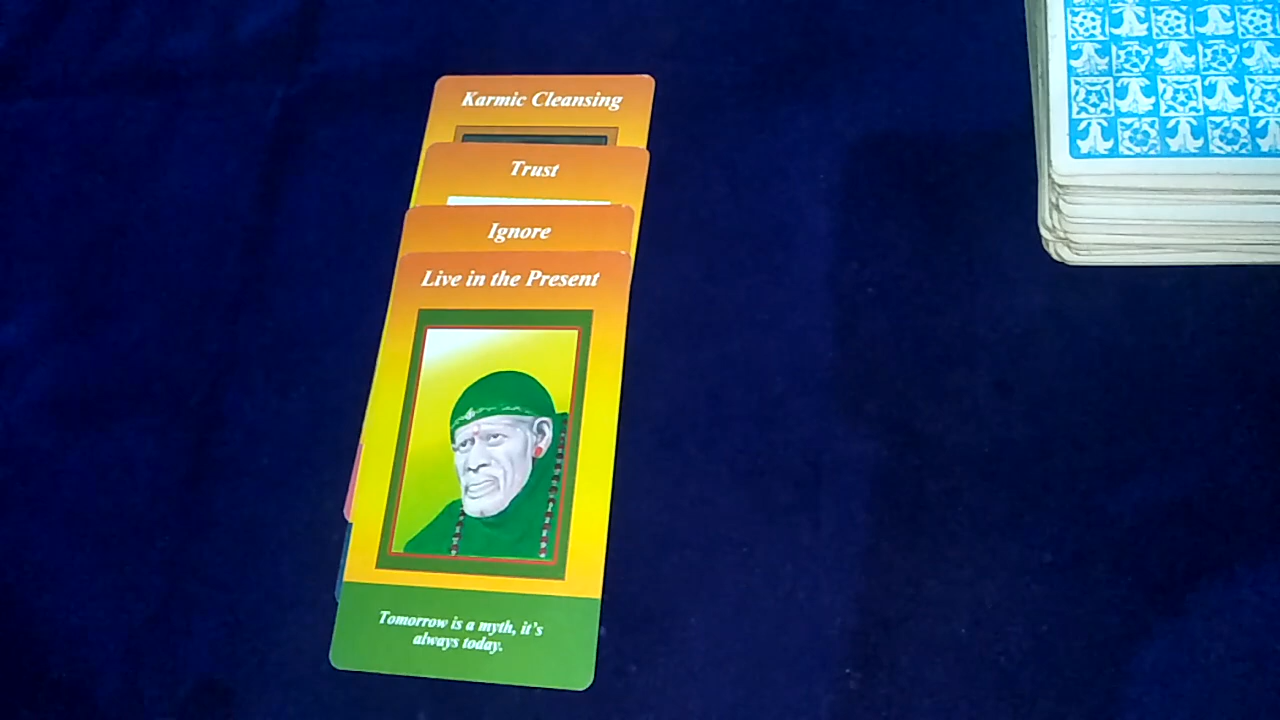 Karmic Cleansing
Trust
Ignore
Live in the Present
Tomorrow is a myth, it's
always today.